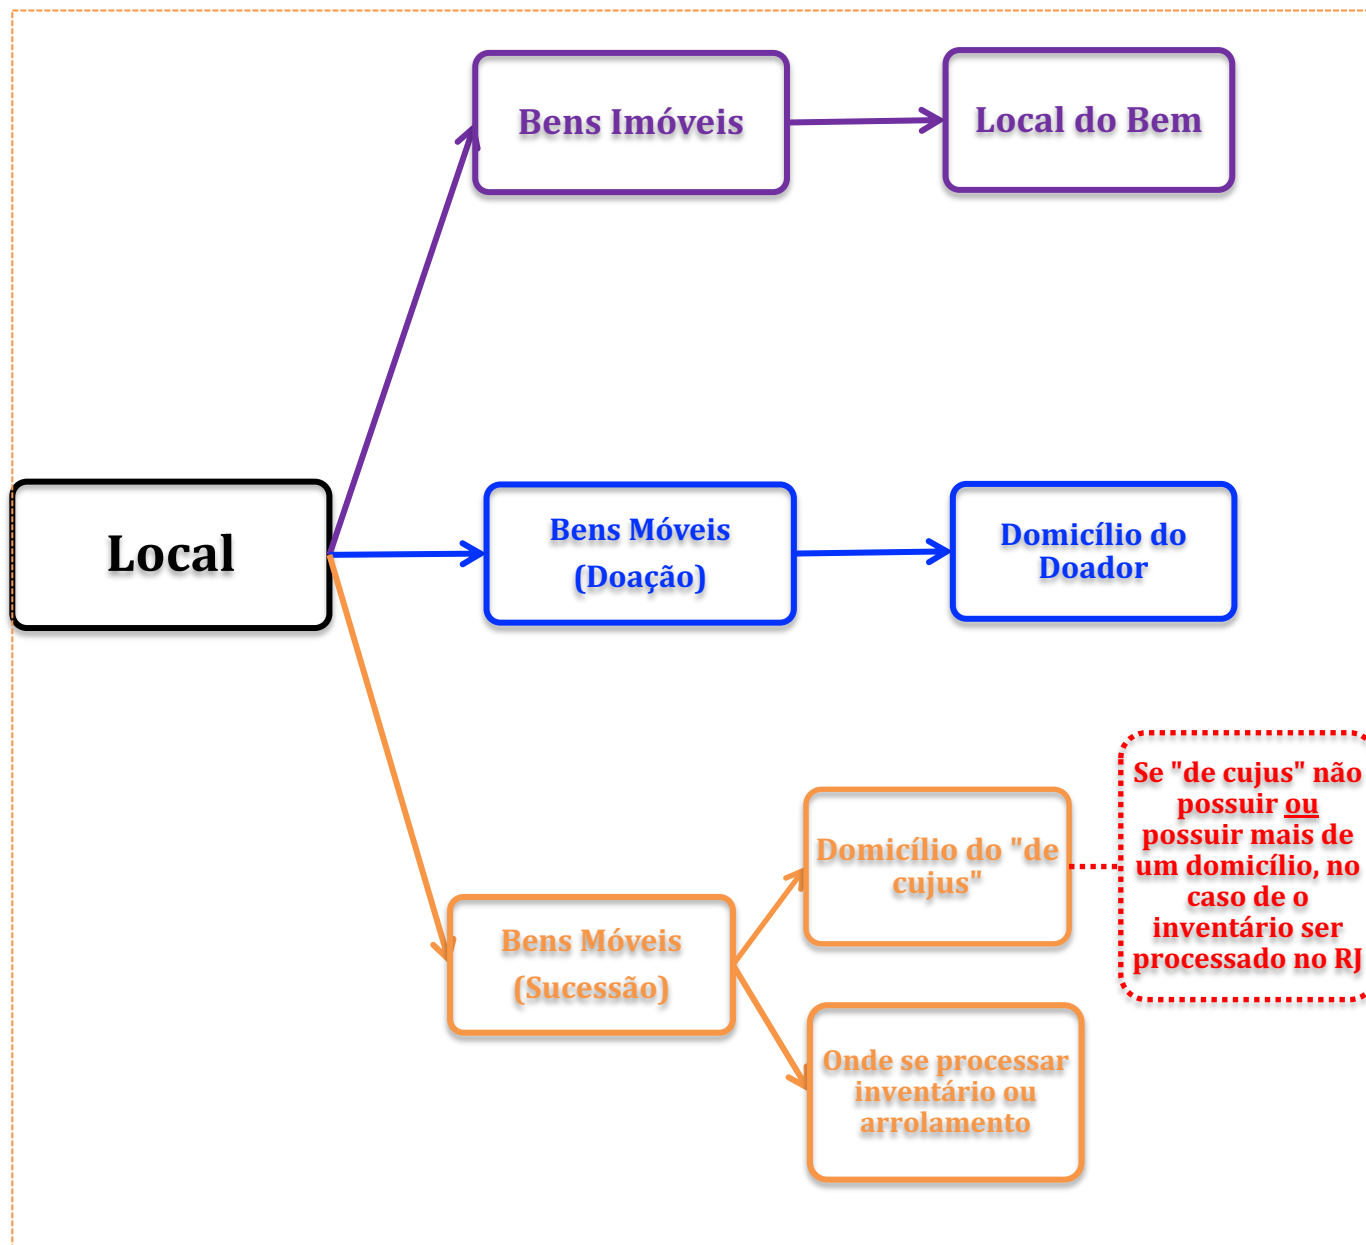 Bens Imóveis
Local do Bem
Local
Bens Móveis
(Doação)
Domicílio do
Doador
Bens Móveis
(Sucessão)
Domicílio do "de
cujus"
Se "de cujus" não
possuir ou
possuir mais de
um domicílio, no
caso de o
inventário ser
processado no RJ
Onde se processar
inventário ou
arrolamento